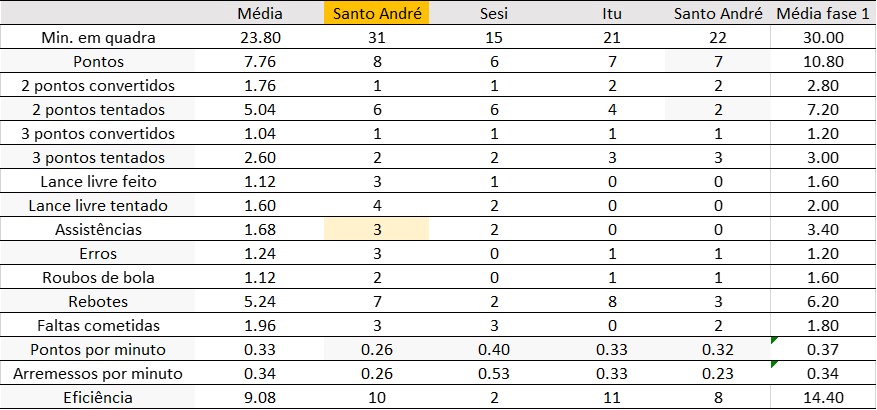 Média Santo André Sesi Itu Santo André Média fase 1
Min. em quadra 23.80 31 15 21 22 30.00
Pontos 7.76 8 6 7 7 10.80
2 pontos convertidos 1.76 1 1 2 2 2.80
2 pontos tentados 5.04 6 6 4 2 7.20
3 pontos convertidos 1.04 1 1 1 1 1.20
3 pontos tentados 2.60 2 2 3 3 3.00
Lance livre feito 1.12 3 1 0 0 1.60
Lance livre tentado 1.60 4 2 0 0 2.00
Assistências 1.68 3 2 0 0 3.40
Erros 1.24 3 0 1 1 1.20
Roubos de bola 1.12 2 0 1 1 1.60
Rebotes 5.24 7 2 8 3 6.20
Faltas cometidas 1.96 3 3 0 2 1.80
Pontos por minuto 0.33 0.26 0.40 0.33 0.32 0.37
Arremessos por minuto 0.34 0.26 0.53 0.33 0.23 0.34
Eficiência 9.08 10 2 11 8 14.40